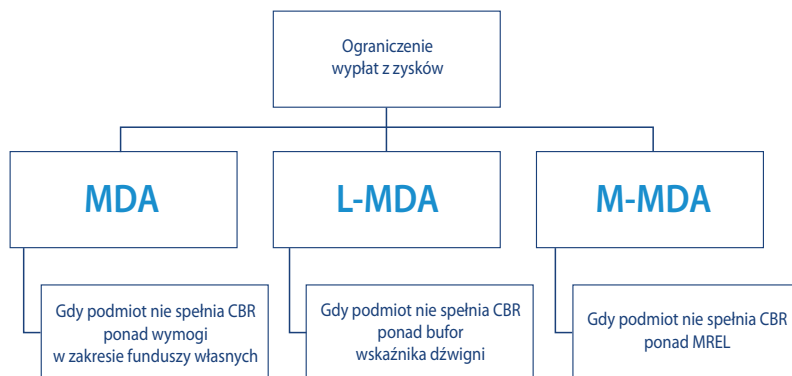 Ograniczenie
wypłat z zysków
MDA
L-MDA
M-MDA
Gdy podmiot nie spełnia CBR
ponad wymogi
w zakresie funduszy własnych
Gdy podmiot nie spełnia CBR
ponad bufor
wskaźnika dźwigni
Gdy podmiot nie spełnia CBR
ponad MREL